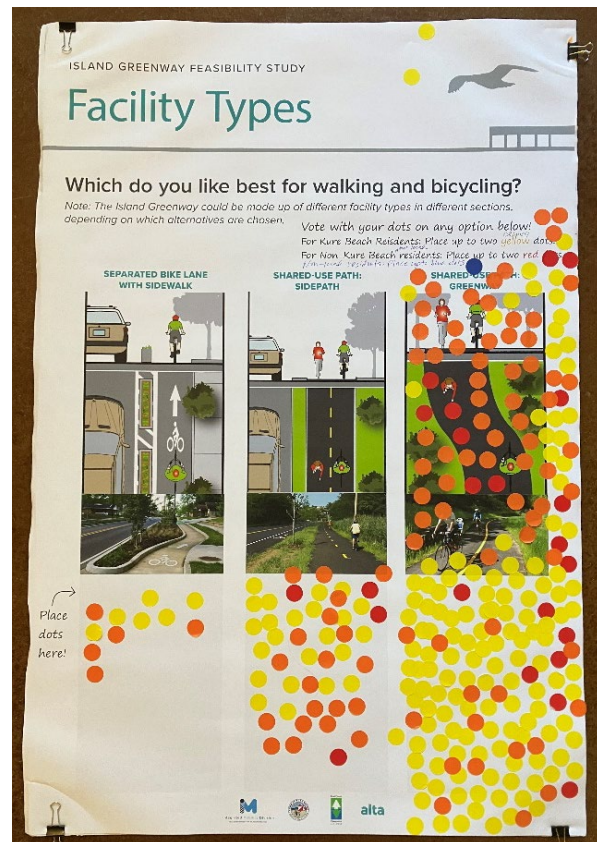 ISLAND GREENWAY FEASIBILITY STUDY
Facility Types
Which do you like best for walking and bicycling?
Note: The Island Greenway could be made up of different facility types in different sections,
depending on which alternatives are chosen.
Vote with your dots on any option below!
For Kure Beach Reisidents: Place up to two yellow dots
For Non Kure Beach residents: Place up to two red
SEPARATED BIKE LANE
WITH SIDEWALK
SHARED-USE PATH:
SIDEPATH
SHARED-USE PATH:
GREENWAY
Place
dots
here!
alta